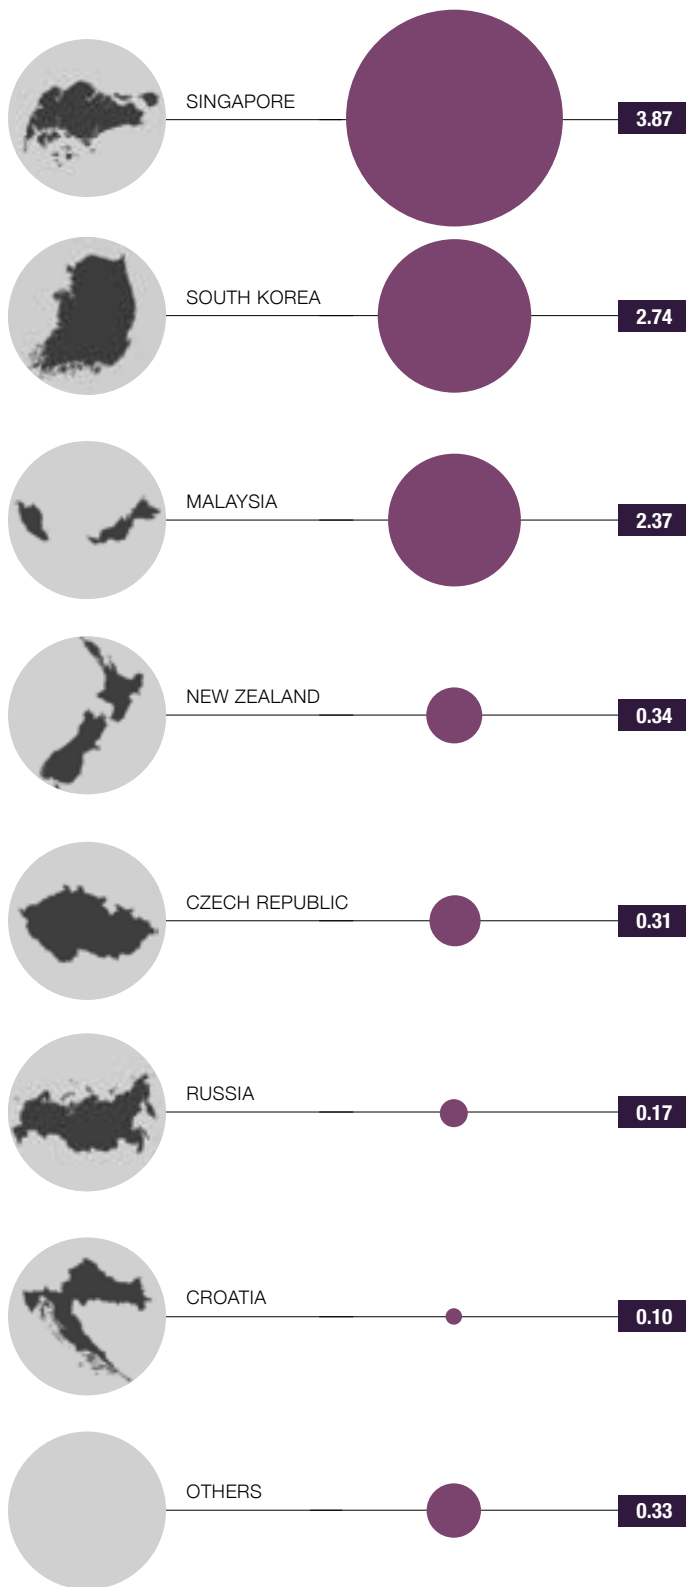 SINGAPORE
3.87
SOUTH KOREA
2.74
MALAYSIA
2.37
NEW ZEALAND
0.34
CZECH REPUBLIC
0.31
RUSSIA
0.17
CROATIA
0.10
OTHERS
0.33